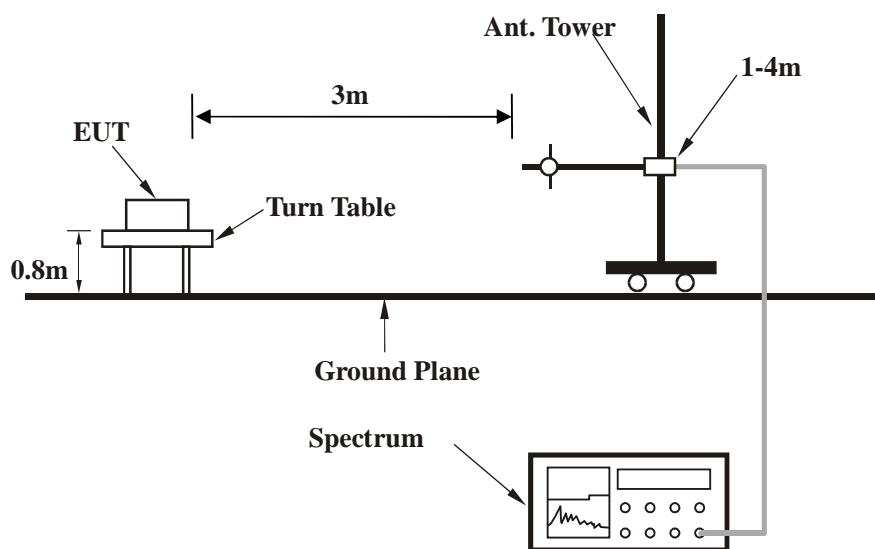 Ant. Tower
1-4m
3m
EUT
Turn Table
0.8m
Ground Plane
Spectrum